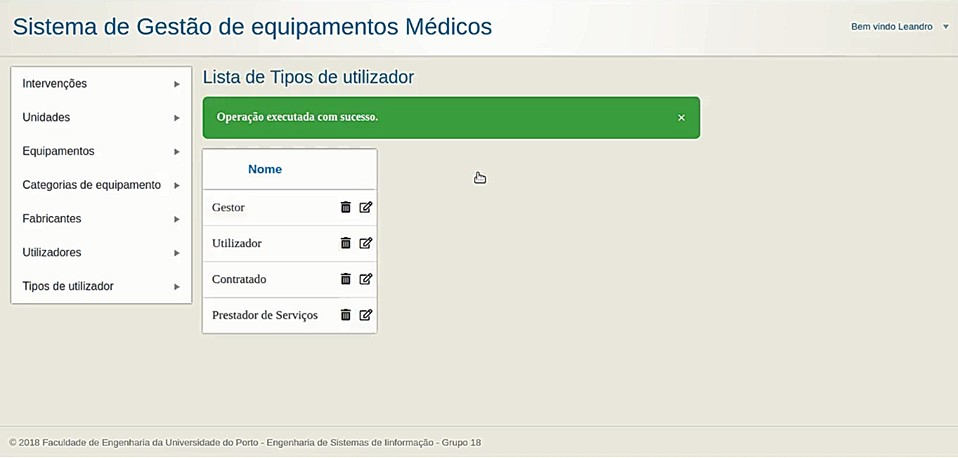 Sistema de Gestão de equipamentos Médicos
Bem vindo Leandro
Intervenções
Unidades
Equipamentos
Categorias de equipamento
Fabricantes
Utilizadores
Tipos de utilizador
Lista de Tipos de utilizador
Operação executada com sucesso.
×
Nome
Gestor
Utilizador
Contratado
Prestador de Serviços
© 2018 Faculdade de Engenharia da Universidade do Porto - Engenharia de Sistemas de Iinformação - Grupo 18